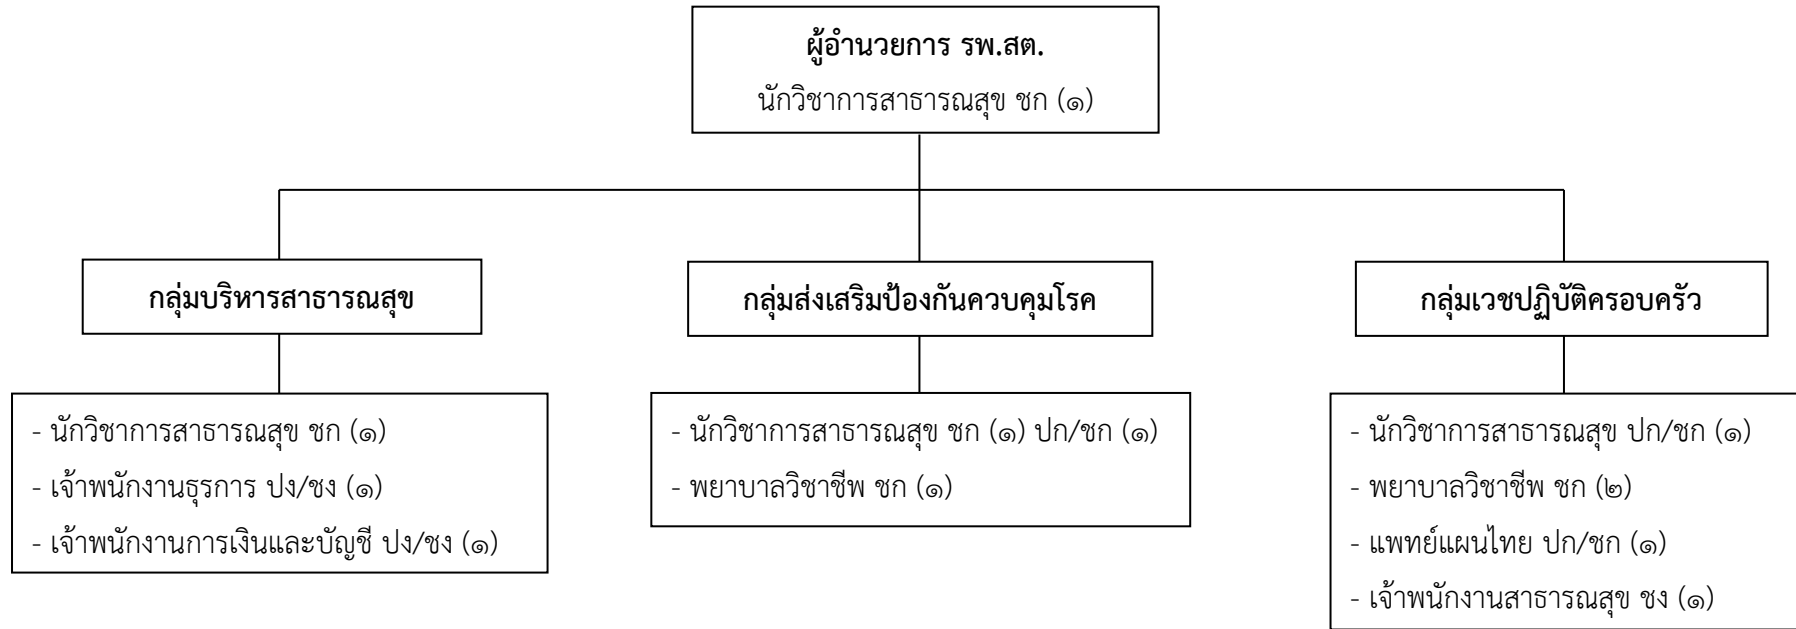 ผู้อำนวยการ รพ.สต.
นักวิชาการสาธารณสุข ชก (๑)
กลุ่มบริหารสาธารณสุข
กลุ่มส่งเสริมป้องกันควบคุมโรค
กลุ่มเวชปฏิบัติครอบครัว
- นักวิชาการสาธารณสุข ชก (๑)
- เจ้าพนักงานธุรการ ปง/ชง (๑)
- เจ้าพนักงานการเงินและบัญชี ปง/ชง (๑)
- นักวิชาการสาธารณสุข ชก (๑) ปก/ชก (๑)
- พยาบาลวิชาชีพ ชก (๑)
- นักวิชาการสาธารณสุข ปก/ชก (๑)
- พยาบาลวิชาชีพ ชก (๒)
- แพทย์แผนไทย ปก/ชก (๑)
- เจ้าพนักงานสาธารณสุข ชง (๑)